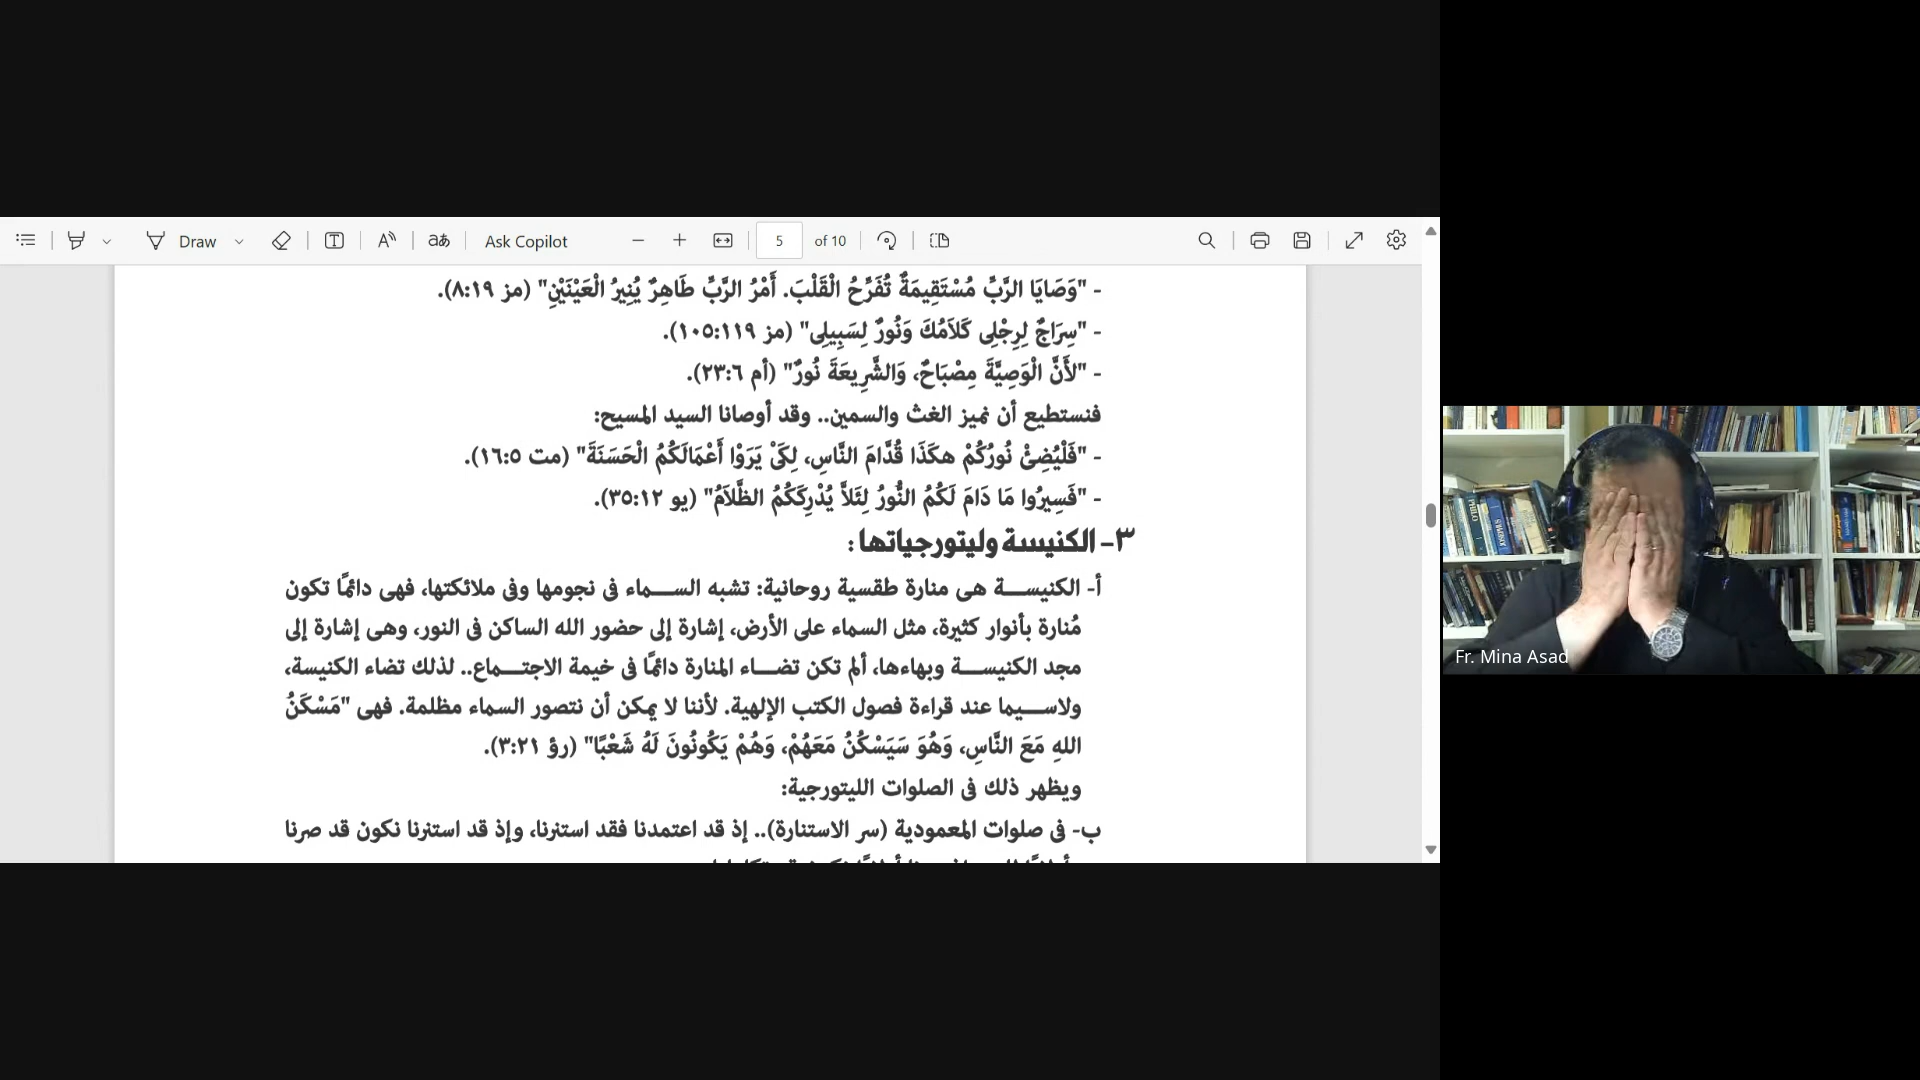 Draw
Ask Copilot
5 of 10
- "وَصَايَا الرَّبِّ مُسْتَقِيمَةٌ تُفَرِّحُ الْقَلْبَ. أَمْرُ الرَّبِّ طَاهِرٌ يُنِيرُ الْعَيْنَيْنِ" (مز ٨:١٩).
- "سِرَاجٌ لِرِجْلِى كَلاَمُكَ وَنُورٌ لِسَبِيلِى" (مز ١٠٥:١١٩).
- "لأَنَّ الْوَصِيَّةَ مِصْبَاحٌ، وَالشَّرِيعَةَ نُورٌ" (أم ٢٣:٦).
فنستطيع أن نميز الغث والسمين.. وقد أوصانا السيد المسيح:
- "فَلْيُضِئْ نُورُكُمْ هكَذَا قُدَّامَ النَّاسِ، لِكَىْ يَرَوْا أَعْمَالَكُمُ الْحَسَنَةَ" (مت ١٦:٥).
- "فَسِيرُوا مَا دَامَ لَكُمُ النُّورُ لِئَلاَّ يُدْرِكَكُمُ الظَّلاَمُ" (يو ٣٥:١٢).
٣- الكنيسة وليتورجياتها :
أ- الكنيســة هى منارة طقسية روحانية: تشبه الســماء فى نجومها وفى ملائكتها، فهى دائمًا تكون
مُنارة بأنوار كثيرة، مثل السماء على الأرض، إشارة إلى حضور الله الساكن فى النور، وهى إشارة إلى
مجد الكنيســة وبهاءها، ألم تكن تضــاء المنارة دائمًا فى خيمة الاجتــماع.. لذلك تضاء الكنيسة،
ولاســيما عند قراءة فصول الكتب الإلهية. لأننا لا يمكن أن نتصور السماء مظلمة. فهى "مَسْكَنُ
اللهِ مَعَ النَّاسِ، وَهُوَ سَيَسْكُنُ مَعَهُمْ، وَهُمْ يَكُونُونَ لَهُ شَعْبًا" (رؤ ٣:٢١).
ويظهر ذلك فى الصلوات الليتورجية:
ب- فى صلوات المعمودية (سر الاستنارة).. إذ قد اعتمدنا فقد استنرنا، وإذ قد استنرنا نكون قد صرنا
Fr. Mina Asad